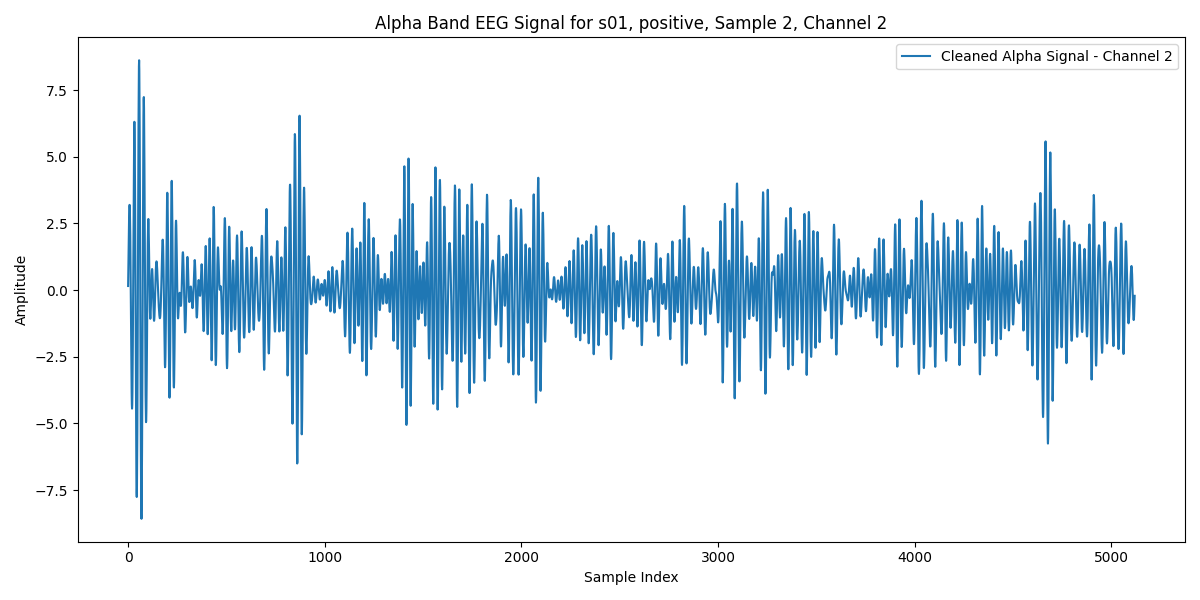 Alpha Band EEG Signal for s01, positive, Sample 2, Channel 2
Cleaned Alpha Signal - Channel 2
Amplitude
7.5
5.0
2.5
0.0
−2.5
−5.0
−7.5
0 1000 2000 3000 4000 5000
Sample Index